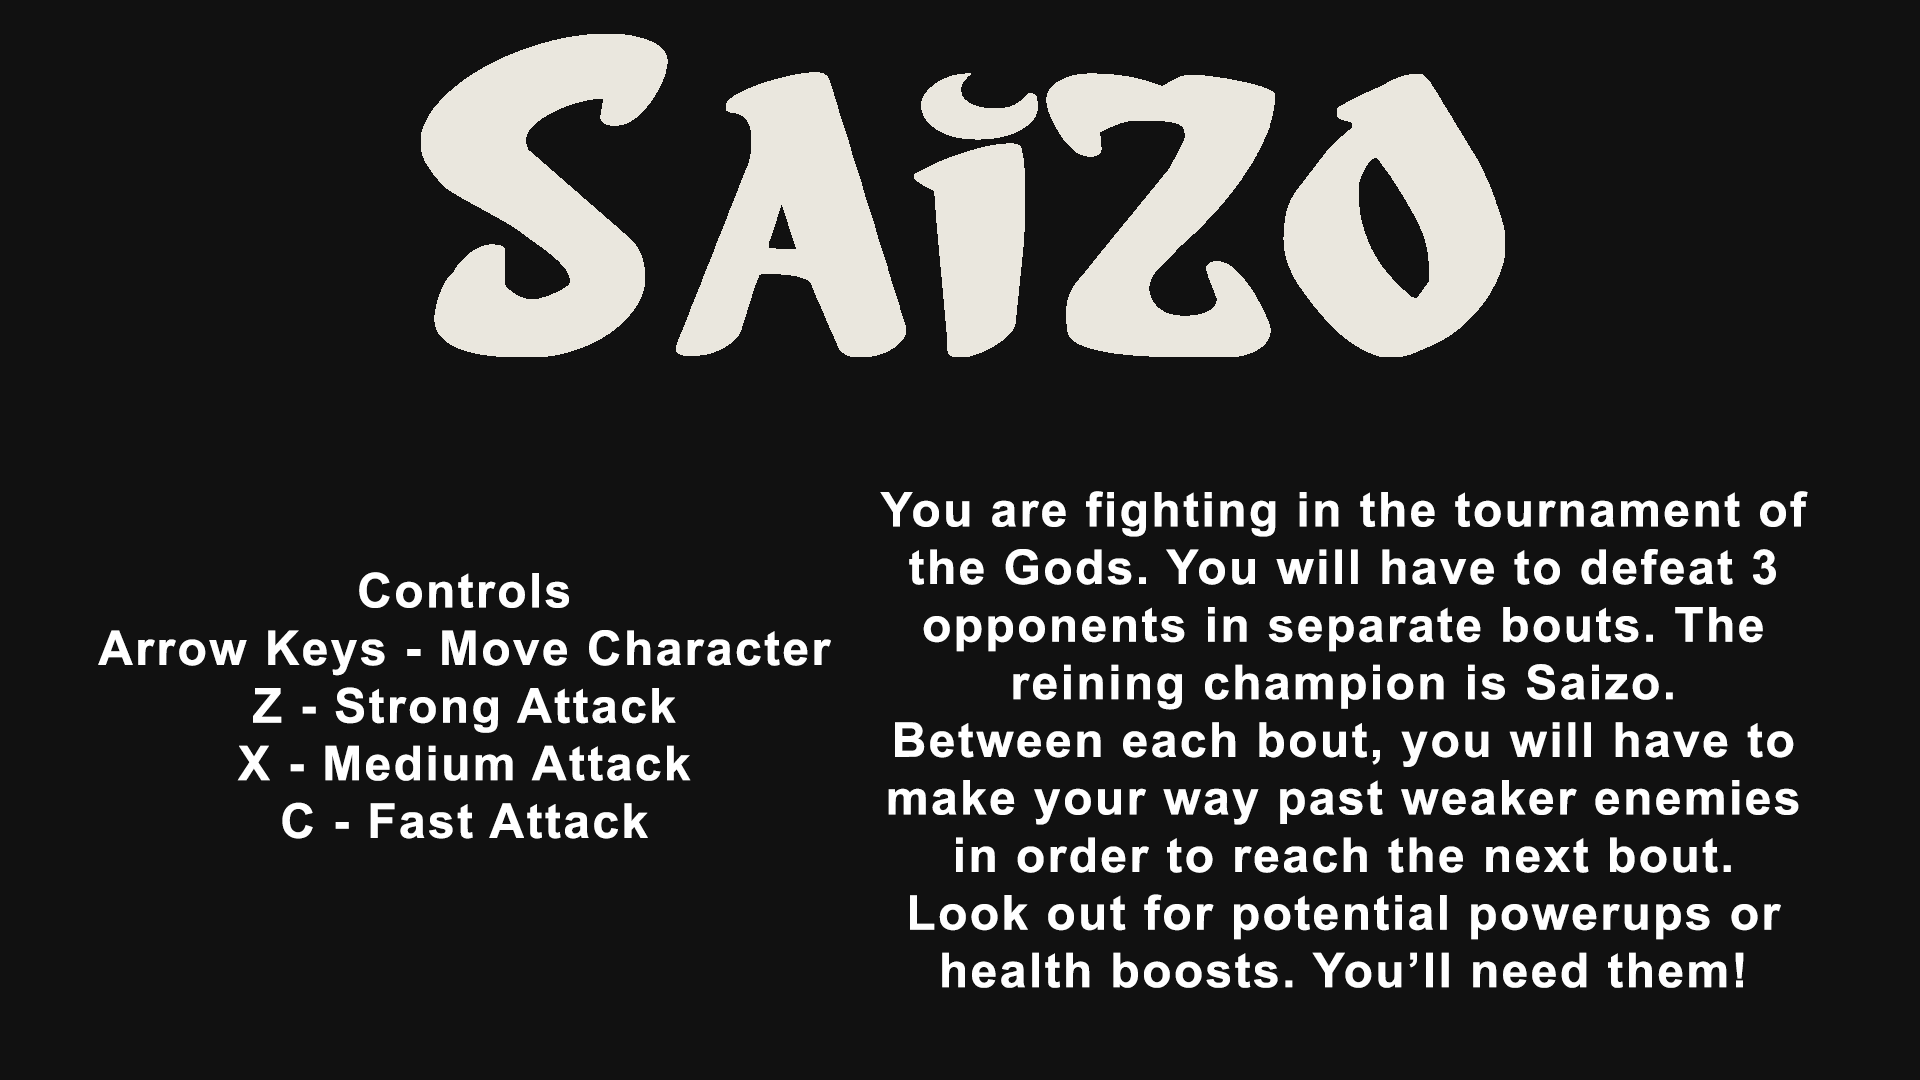 SAiZO
Controls
Arrow Keys - Move Character
Z - Strong Attack
X - Medium Attack
C - Fast Attack
You are fighting in the tournament of
the Gods. You will have to defeat 3
opponents in separate bouts. The
reining champion is Saizo.
Between each bout, you will have to
make your way past weaker enemies
in order to reach the next bout.
Look out for potential powerups or
health boosts. You’ll need them!